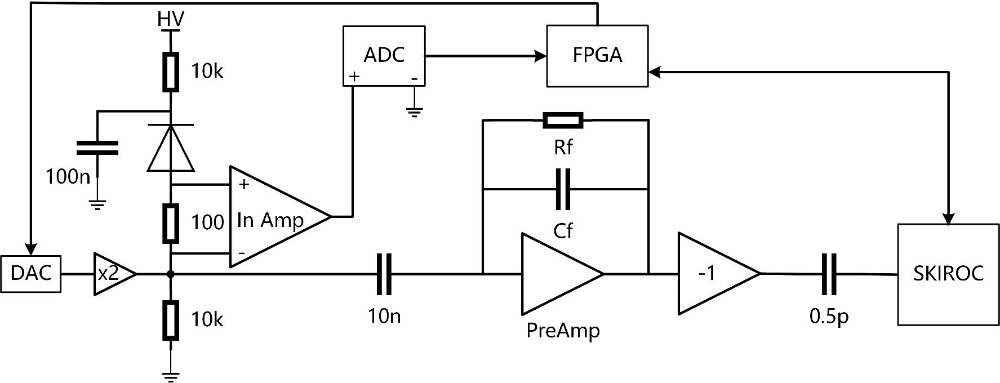 HV
10k
ADC
+ -
FPGA
100n
Rf
Cf
+
100
In Amp
-
DAC
x2
10k
10n
PreAmp
-1
0.5p
SKIROC